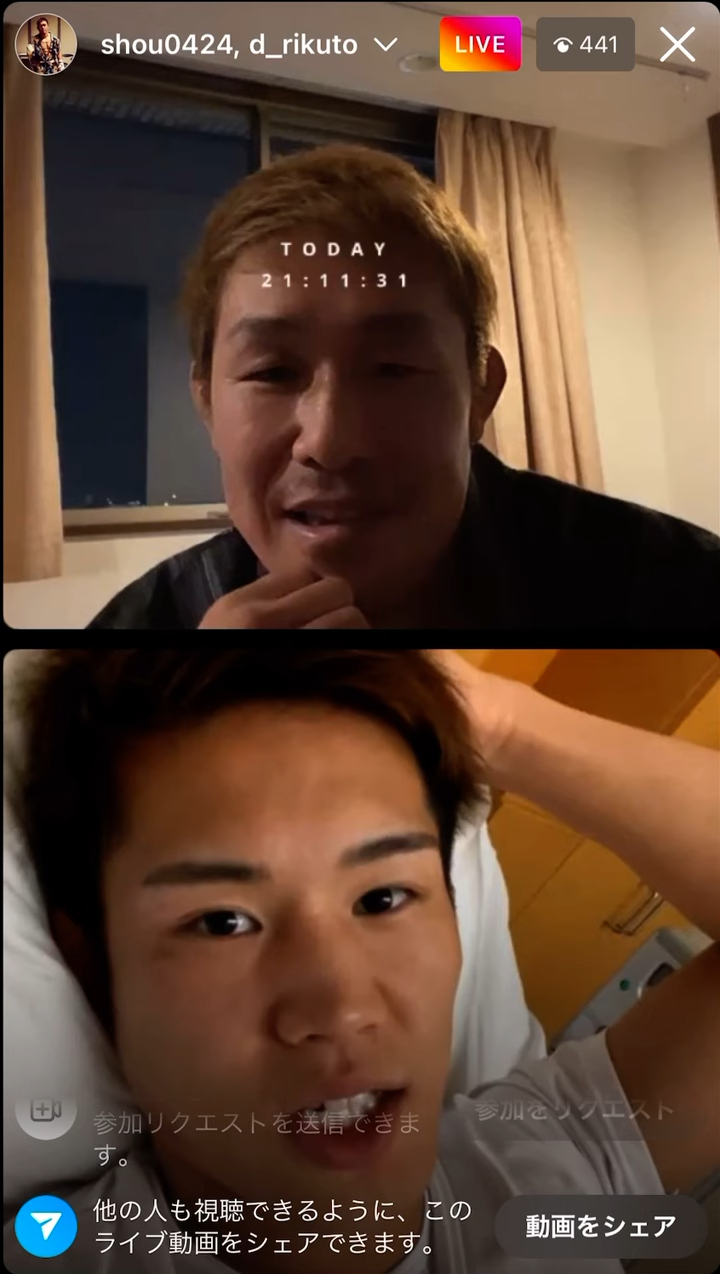 shou0424, d_rikuto
LIVE
441
TODAY
21:11:31
参加リクエストを送信できま
す。
参加をリクエスト
他の人も視聴できるように、この
ライブ動画をシェアできます。
動画をシェア